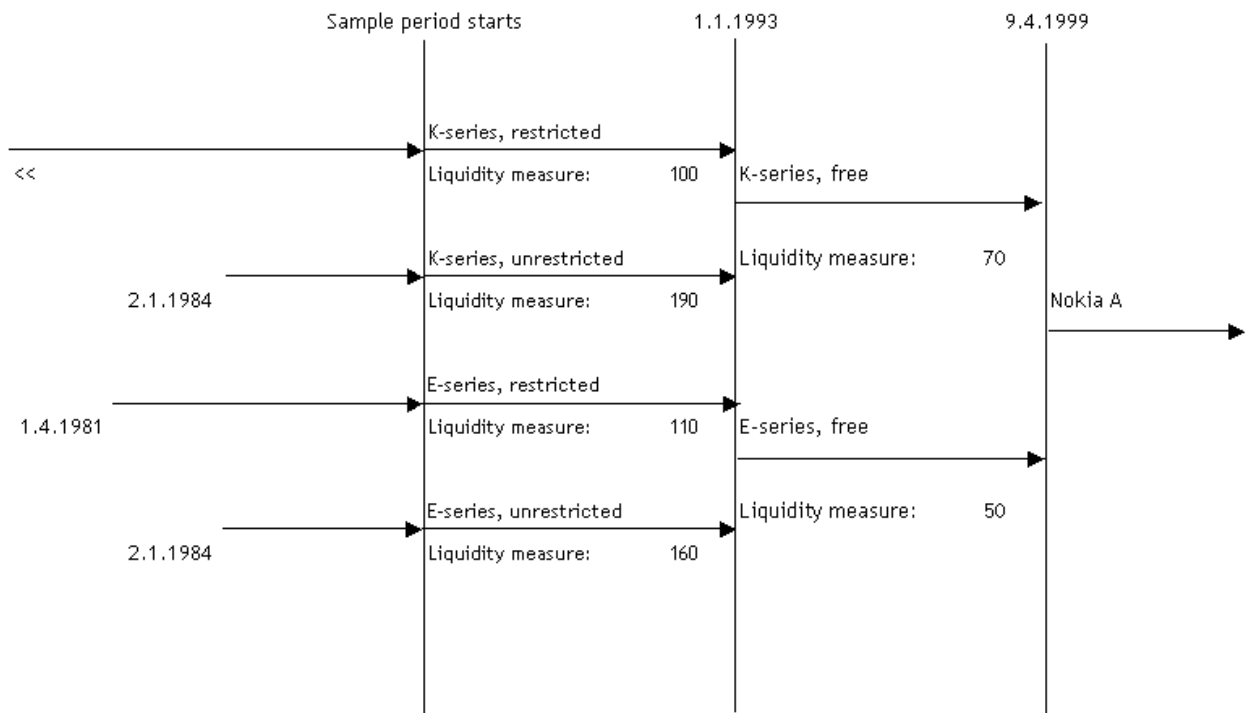 Sample period starts 1.1.1993 9.4.1999
K-series, restricted
<< Liquidity measure: 100 K-series, free
K-series, unrestricted Liquidity measure: 70
2.1.1984 Liquidity measure: 190 Nokia A
E-series, restricted
1.4.1981 Liquidity measure: 110 E-series, free
E-series, unrestricted Liquidity measure: 50
2.1.1984 Liquidity measure: 160